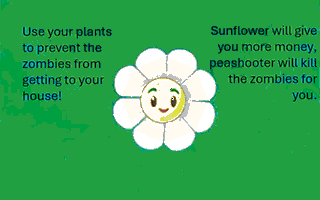 Use your plants
to prevent the
zombies from
getting to your
house!
Sunflower will give
you more money,
peashooter will kill
the zombies for
you.